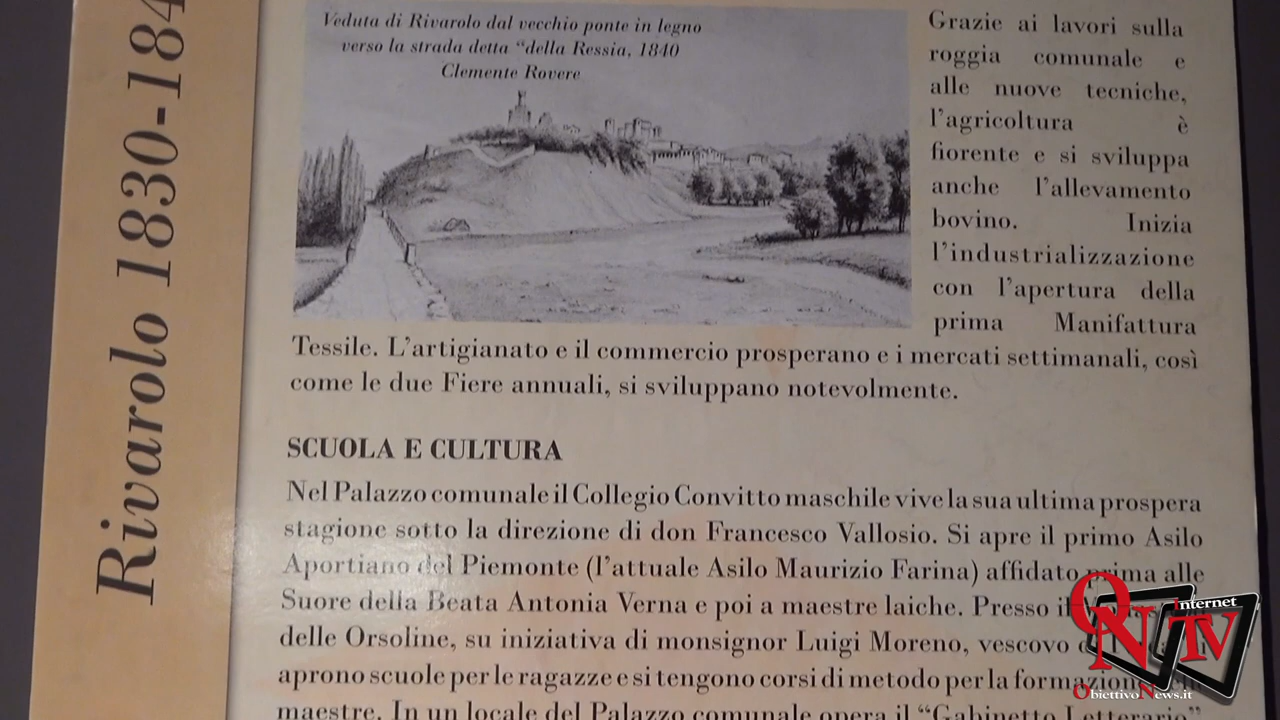 Rivarolo 1830-184
Veduta di Rivarolo dal vecchio ponte in legno
verso la strada detta “della Ressia, 1840
Clemente Rovere
Grazie ai lavori sulla
roggia comunale e
alle nuove tecniche,
l’agricoltura è
fiorente e si sviluppa
anche l’allevamento
bovino. Inizia
l’industrializzazione
con l’apertura della
prima Manifattura
Tessile. L’artigianato e il commercio prosperano e i mercati settimanali, così
come le due Fiere annuali, si sviluppano notevolmente.
SCUOLA E CULTURA
Nel Palazzo comunale il Collegio Convitto maschile vive la sua ultima prospera
stagione sotto la direzione di don Francesco Vallosio. Si apre il primo Asilo
Aportiano del Piemonte (l’attuale Asilo Maurizio Farina) affidato prima alle
Suore della Beata Antonia Verna e poi a maestre laiche. Presso
delle Orsoline, su iniziativa di monsignor Luigi Moreno, vescovo
aprono scuole per le ragazze e si tengono corsi di metodo per la
maestre. In un locale del Palazzo comunale opera il “Gabinetto Letterario”
ON Internet TV
ObiettivoNews.it